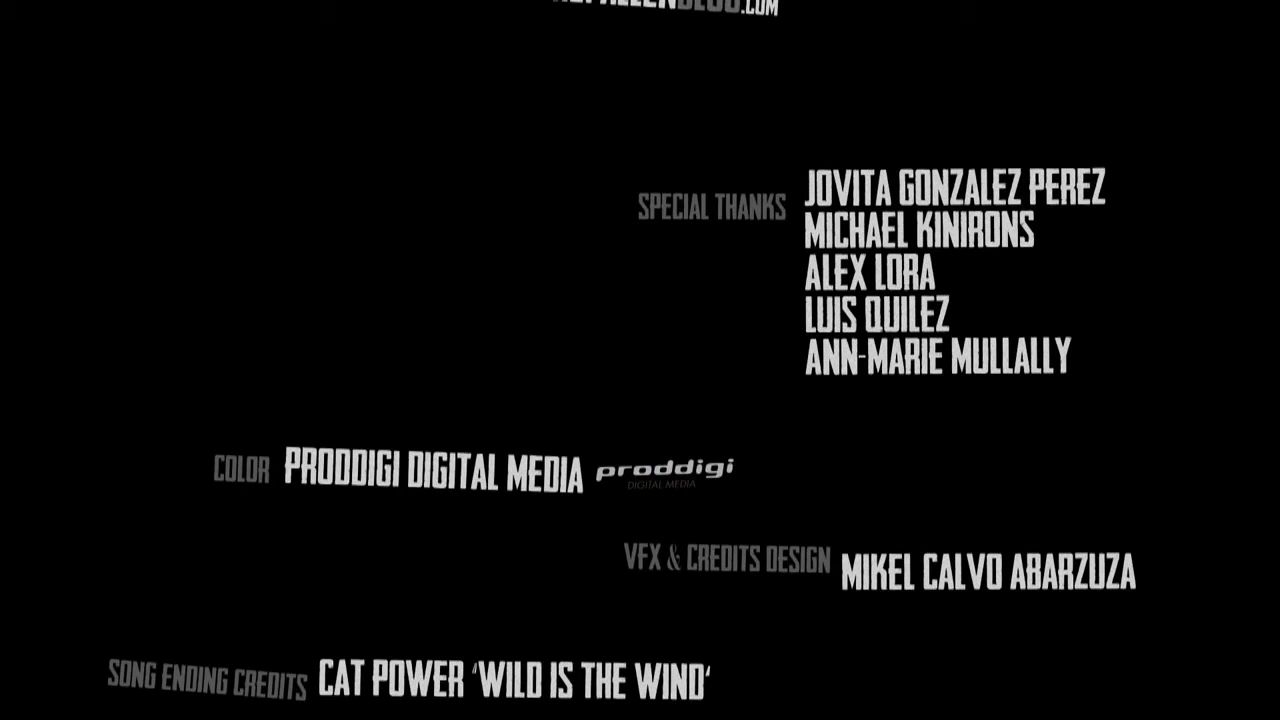 SPECIAL THANKS JOVITA GONZALEZ PEREZ
MICHAEL KINIRONS
ALEX LORA
LUIS QUILEZ
ANN-MARIE MULLALLY
COLOR PRODDIGI DIGITAL MEDIA proddigi
DIGITAL MEDIA
VFX & CREDITS DESIGN MIKEL CALVO ABARZUZA
SONG ENDING CREDITS CAT POWER 'WILD IS THE WIND'